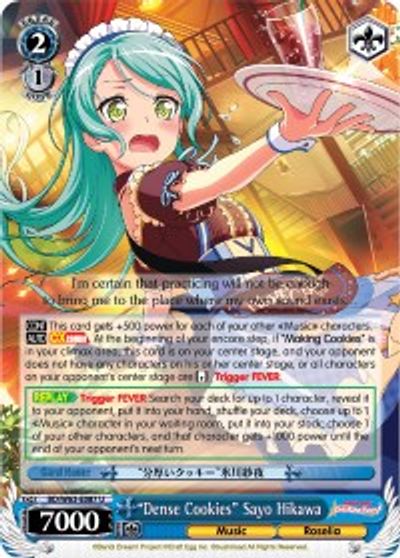 2
1
I'm certain that practicing will not be enough
to bring me to the place where my own sound exists...
CONT This card gets +500 power for each of your other «Music» characters.
AUTO CX At the beginning of your encore step, if "Making Cookies" is
in your climax area, this card is on your center stage, and your opponent
does not have any characters on his or her center stage, or all characters
on your opponent's center stage are, Trigger FEVER.
REPLAY Trigger FEVER Search your deck for up to 1 character, reveal it
to your opponent, put it into your hand, shuffle your deck, choose up to 1
«Music» character in your waiting room, put it into your stock, choose 1
of your other characters, and that character gets +1000 power until the
end of your next opponent's turn.
"分厚いクッキー"氷川紗夜
7000
"Dense Cookies" Sayo Hikawa
Music
Roselia